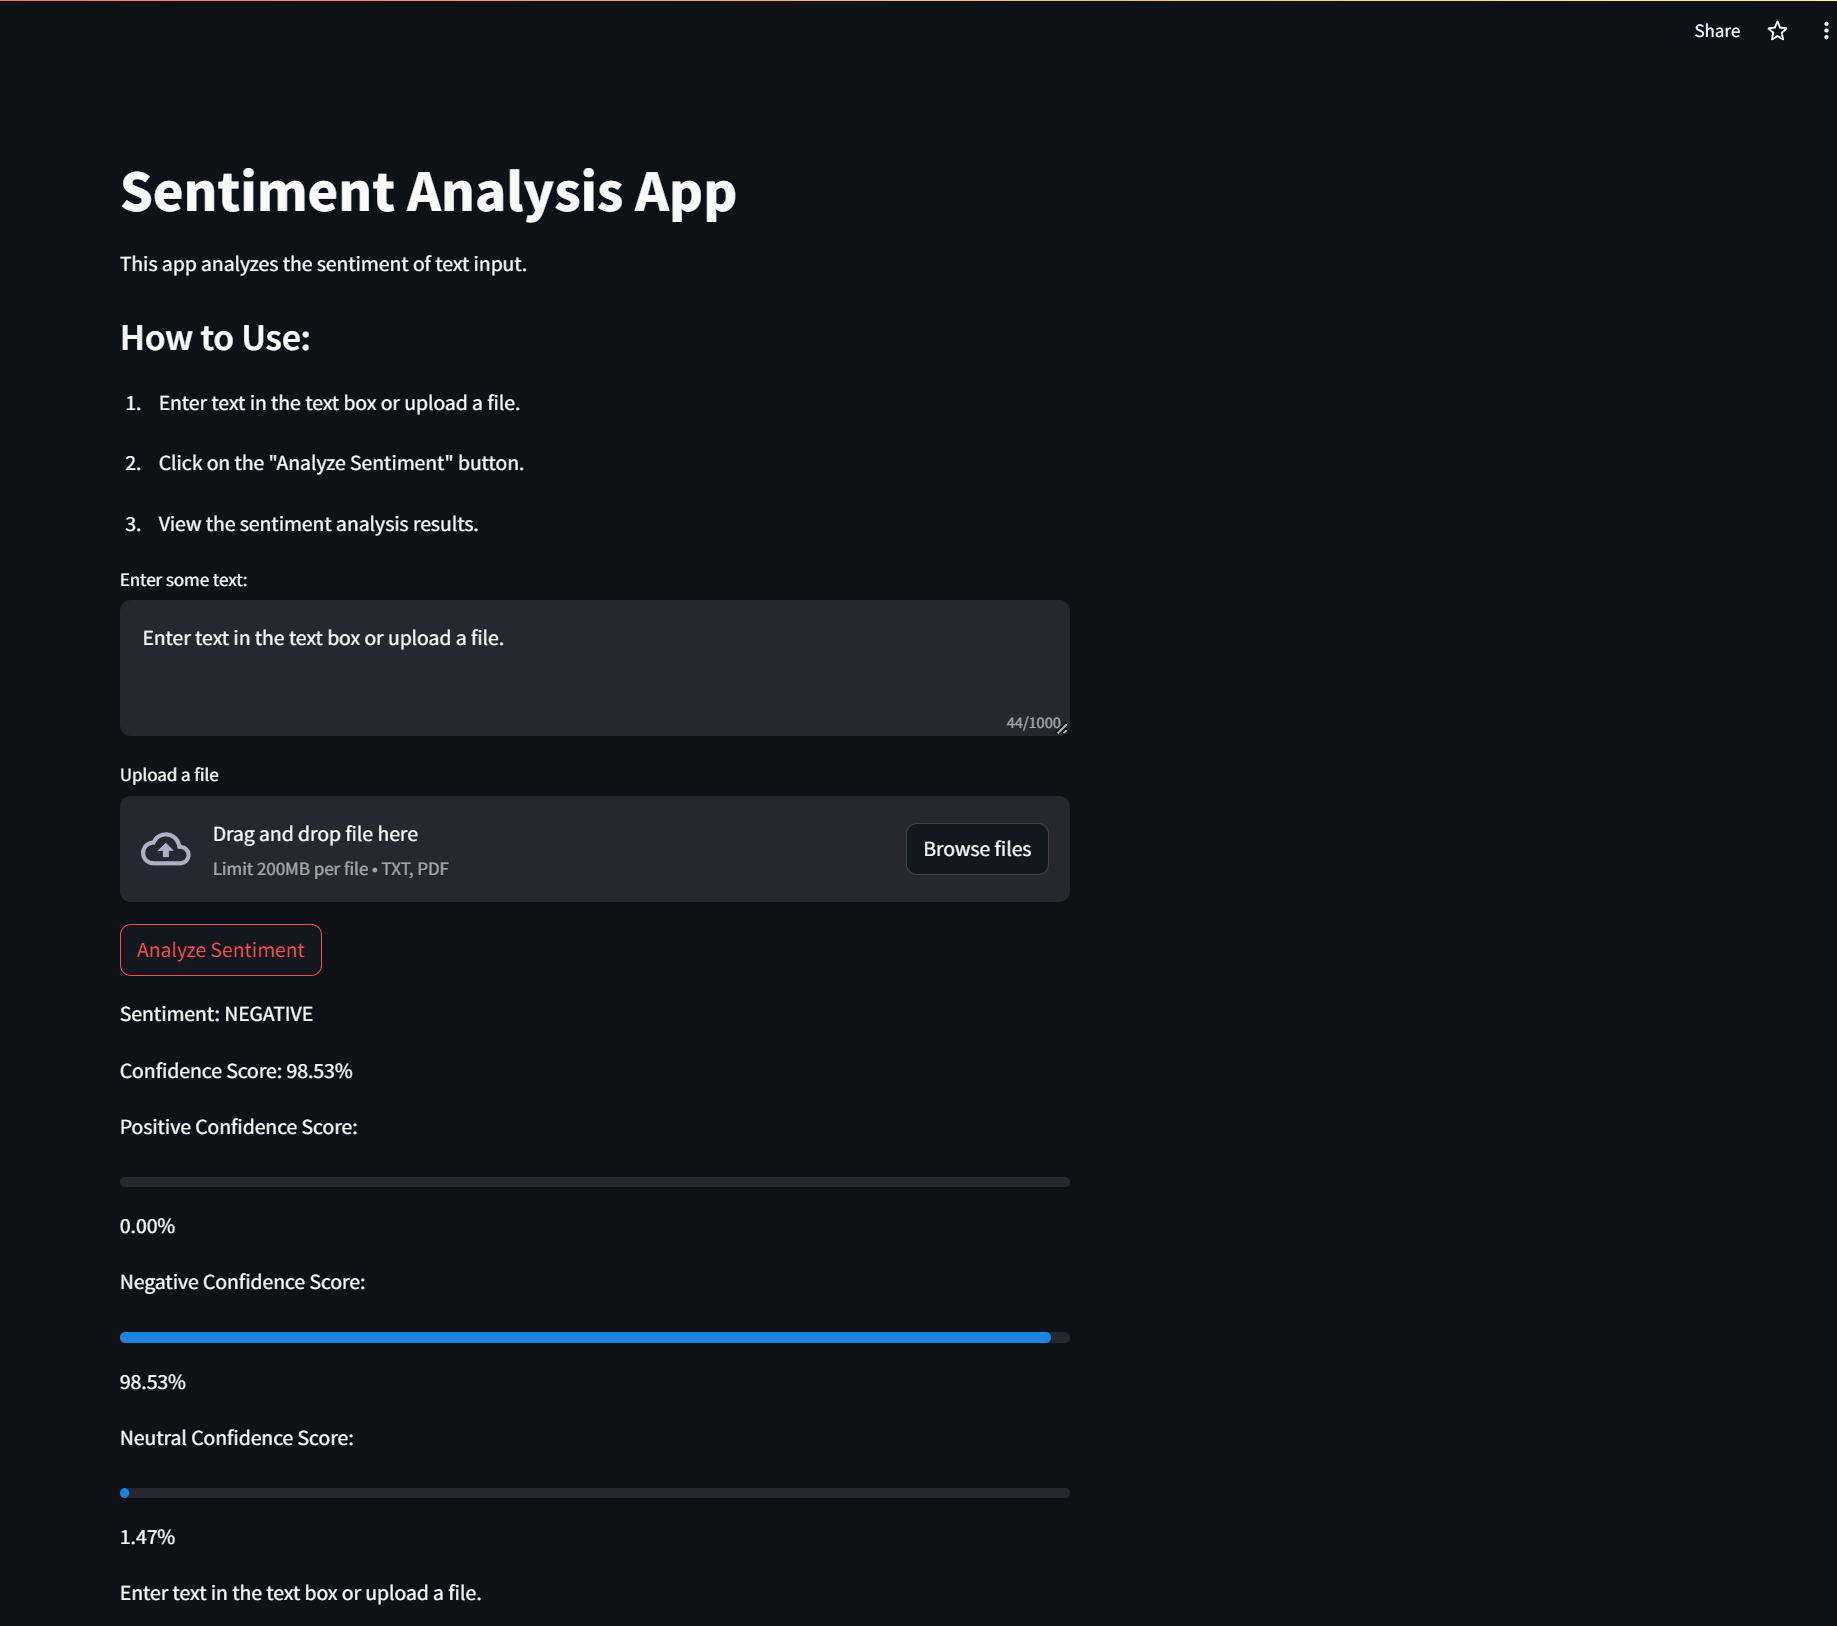 Share
Sentiment Analysis App
This app analyzes the sentiment of text input.
How to Use:
1. Enter text in the text box or upload a file.
2. Click on the "Analyze Sentiment" button.
3. View the sentiment analysis results.
Enter some text:
Enter text in the text box or upload a file.
44/1000
Upload a file
Drag and drop file here
Limit 200MB per file • TXT, PDF
Browse files
Analyze Sentiment
Sentiment: NEGATIVE
Confidence Score: 98.53%
Positive Confidence Score:
0.00%
Negative Confidence Score:
98.53%
Neutral Confidence Score:
1.47%
Enter text in the text box or upload a file.